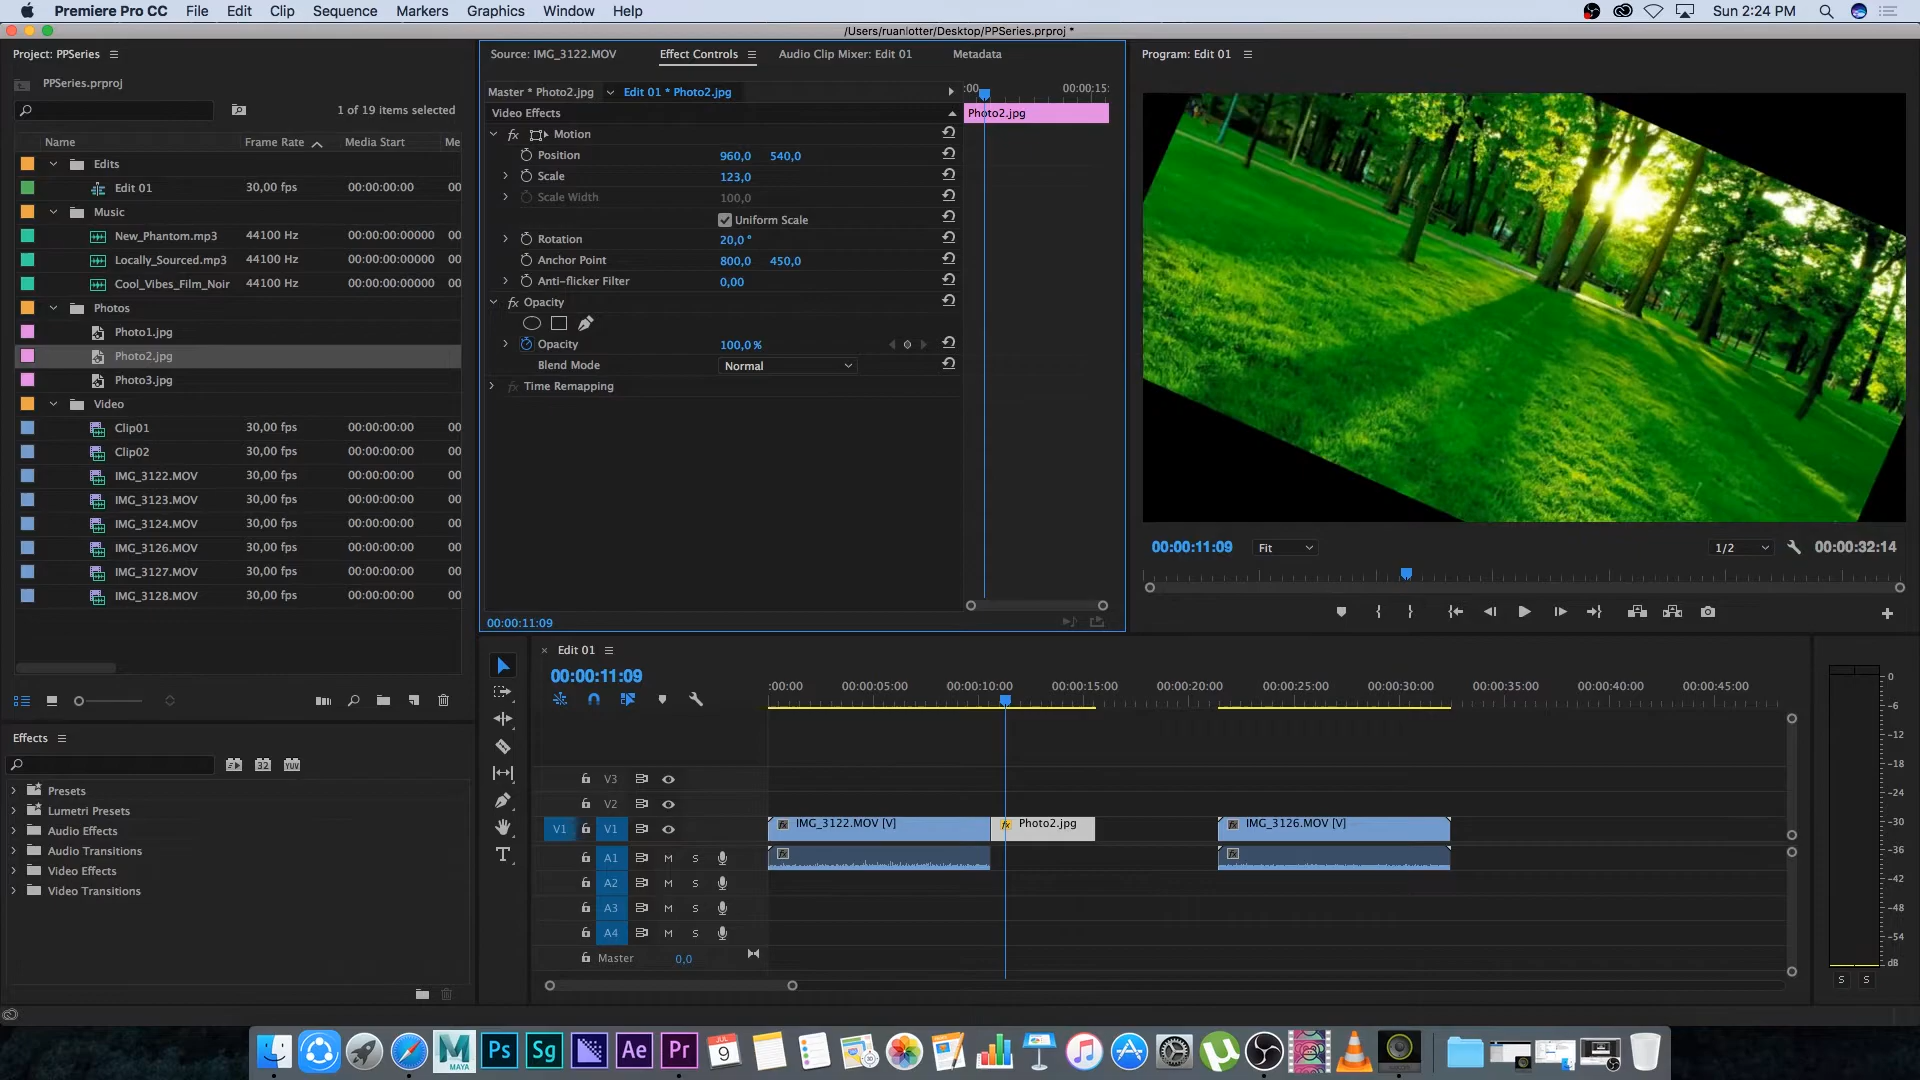 Premiere Pro CC File Edit Clip Sequence Markers Graphics Window Help Sun 2:24 PM
/Users/ruanlotter/Desktop/PPSeries.prproj *
Project: PPSeries
PPSeries.prproj
1 of 19 items selected
Name Frame Rate Media Start Me
Edits
Edit 01 30,00 fps 00:00:00:00 00
Music
New_Phantom.mp3 44100 Hz 00:00:00:00000 00
Locally_Sourced.mp3 44100 Hz 00:00:00:00000 00
Cool_Vibes_Film_Noir 44100 Hz 00:00:00:00000 00
Photos
Photo1.jpg
Photo2.jpg
Photo3.jpg
Video
Clip01 30,00 fps 00:00:00:00 00
Clip02 30,00 fps 00:00:00:00 00
IMG_3122.MOV 30,00 fps 00:00:00:00 00
IMG_3123.MOV 30,00 fps 00:00:00:00 00
IMG_3124.MOV 30,00 fps 00:00:00:00 00
IMG_3126.MOV 30,00 fps 00:00:00:00 00
IMG_3127.MOV 30,00 fps 00:00:00:00 00
IMG_3128.MOV 30,00 fps 00:00:00:00 00
Source: IMG_3122.MOV Effect Controls Audio Clip Mixer: Edit 01 Metadata
Master * Photo2.jpg Edit 01 * Photo2.jpg :00 00:00:15:
Video Effects Photo2.jpg
fx Motion
Position 960,0 540,0
Scale 123,0
Scale Width 100,0
Uniform Scale
Rotation 20,0 °
Anchor Point 800,0 450,0
Anti-flicker Filter 0,00
fx Opacity
Opacity 100,0 %
Blend Mode Normal
fx Time Remapping
00:00:11:09
Program: Edit 01
00:00:11:09 Fit 1/2 00:00:32:14
Effects
32 YUV
Presets
Lumetri Presets
Audio Effects
Audio Transitions
Video Effects
Video Transitions
Edit 01
00:00:11:09
:00:00 00:00:05:00 00:00:10:00 00:00:15:00 00:00:20:00 00:00:25:00 00:00:30:00 00:00:35:00 00:00:40:00 00:00:45:00
V3
V2
V1 V1 fx IMG_3122.MOV [V] fx Photo2.jpg fx IMG_3126.MOV [V]
A1 M S fx fx
A2 M S
A3 M S
A4 M S
Master 0,0
T
0
-6
-12
-18
-24
-30
-36
-42
-48
-54
dB
S S
MAYA Ps Sg Ae Pr JUL 9